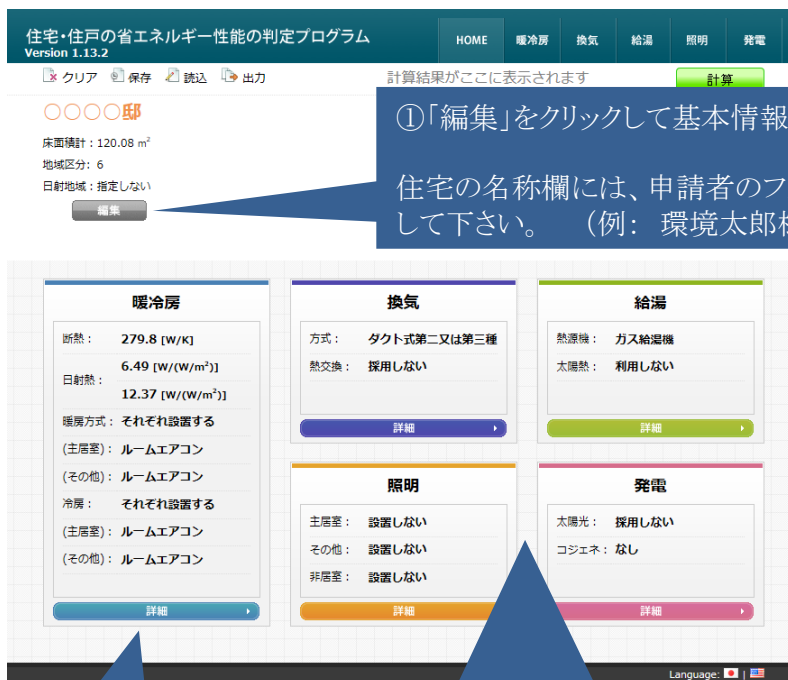 住宅・住戸の省エネルギー性能の判定プログラム
Version 1.13.2
HOME 暖冷房 換気 給湯 照明 発電
クリア 保存 読込 出力 計算結果がここに表示されます 計算
〇〇〇〇邸
床面積計：120.08 m²
地域区分：6
日射地域：指定しない
編集
①「編集」をクリックして基本情報
住宅の名称欄には、申請者のフ
して下さい。 （例： 環境太郎
暖冷房
断熱： 279.8 [W/K]
日射熱： 6.49 [W/(W/m²)]
12.37 [W/(W/m²)]
暖房方式： それぞれ設置する
(主居室)： ルームエアコン
(その他)： ルームエアコン
冷房： それぞれ設置する
(主居室)： ルームエアコン
(その他)： ルームエアコン
詳細
換気
方式： ダクト式第二又は第三種
熱交換： 採用しない
詳細
給湯
熱源機： ガス給湯機
太陽熱： 利用しない
詳細
照明
主居室： 設置しない
その他： 設置しない
非居室： 設置しない
詳細
発電
太陽光： 採用しない
コジェネ： なし
詳細
Language: |